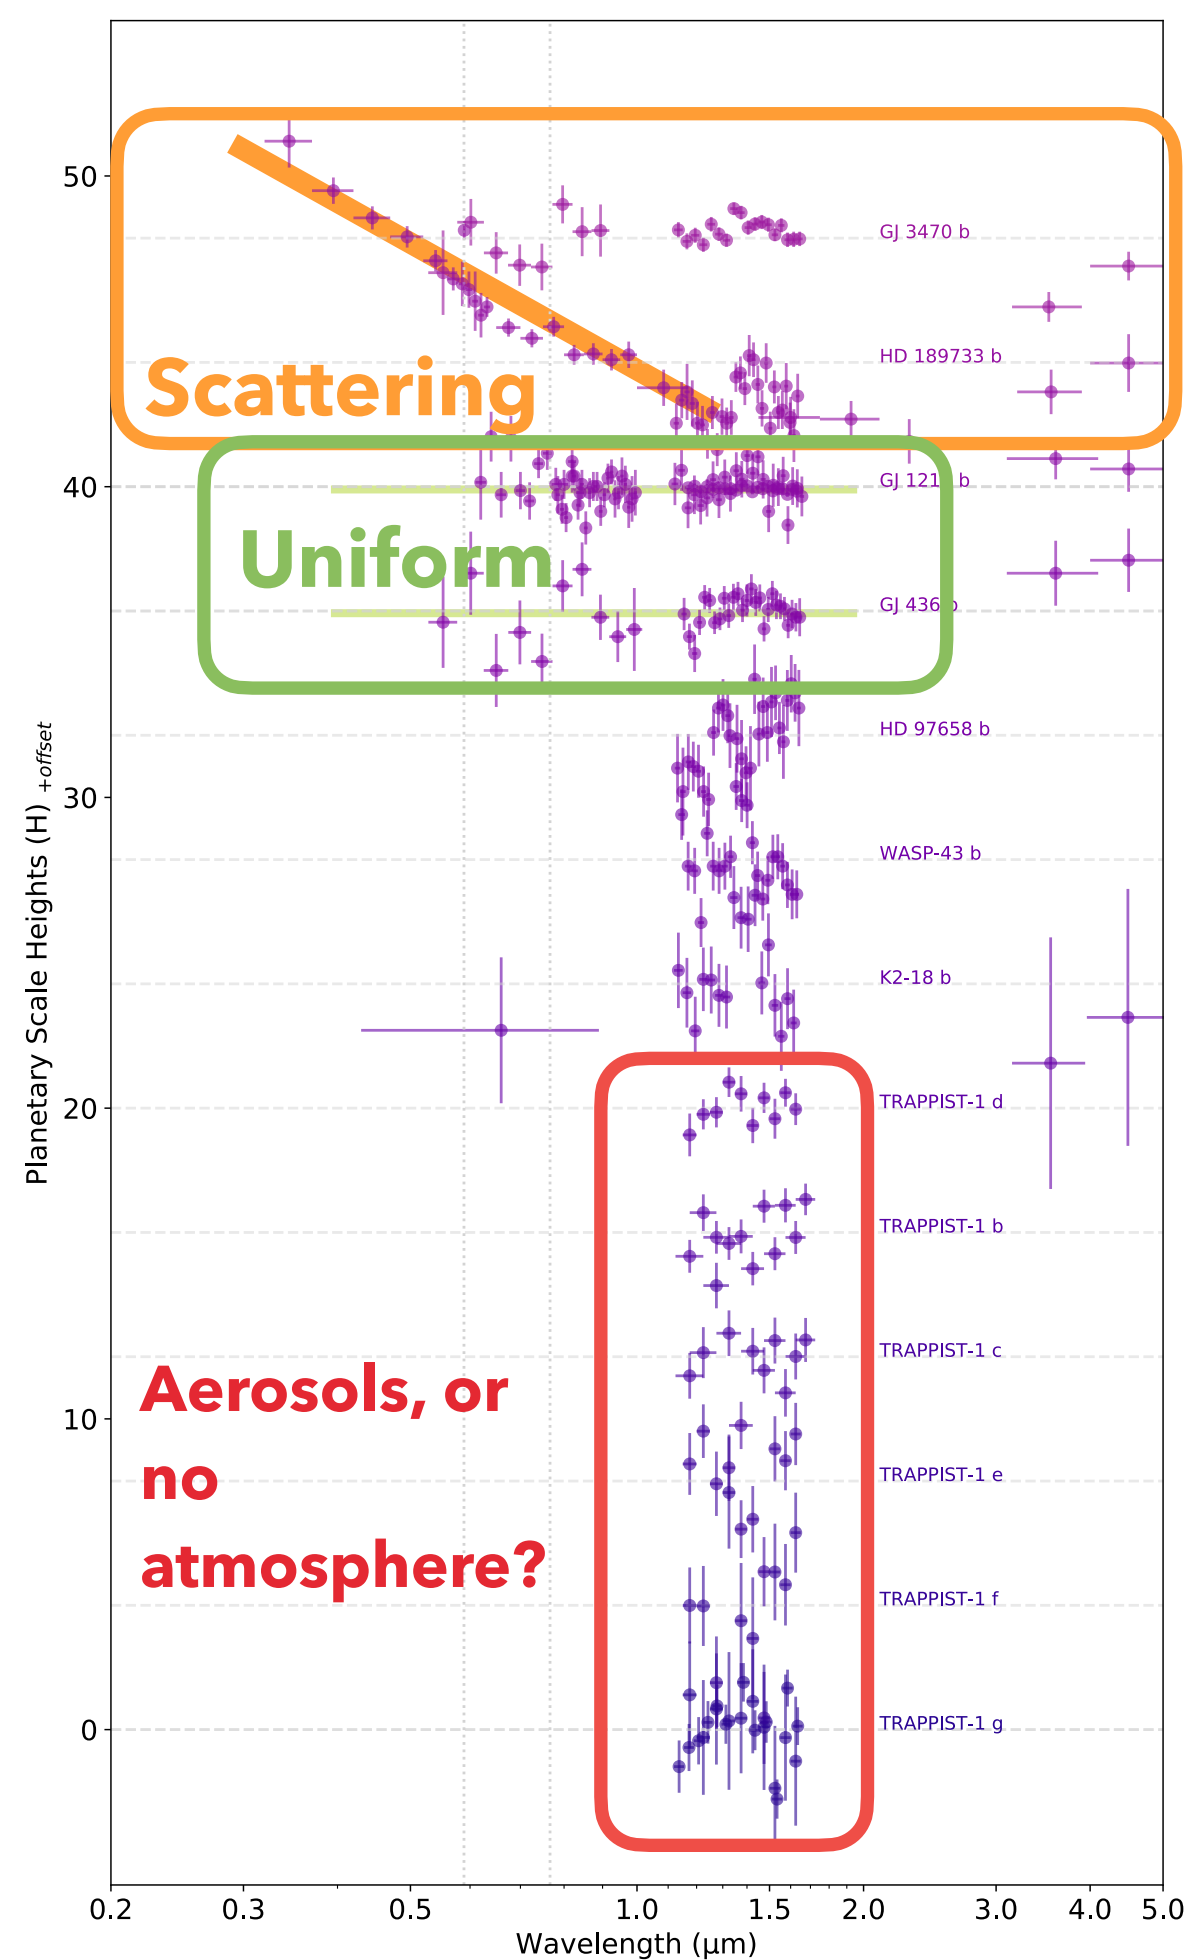 50
GJ 3470 b
HD 189733 b
Scattering
40
GJ 1214 b
Uniform
GJ 436 b
HD 97658 b
30
WASP-43 b
K2-18 b
20
TRAPPIST-1 d
TRAPPIST-1 b
TRAPPIST-1 c
Aerosols, or
no
atmosphere?
10
TRAPPIST-1 e
TRAPPIST-1 f
0
TRAPPIST-1 g
Planetary Scale Heights (H) +offset
0.2 0.3 0.5 1.0 1.5 2.0 3.0 4.0 5.0
Wavelength (μm)